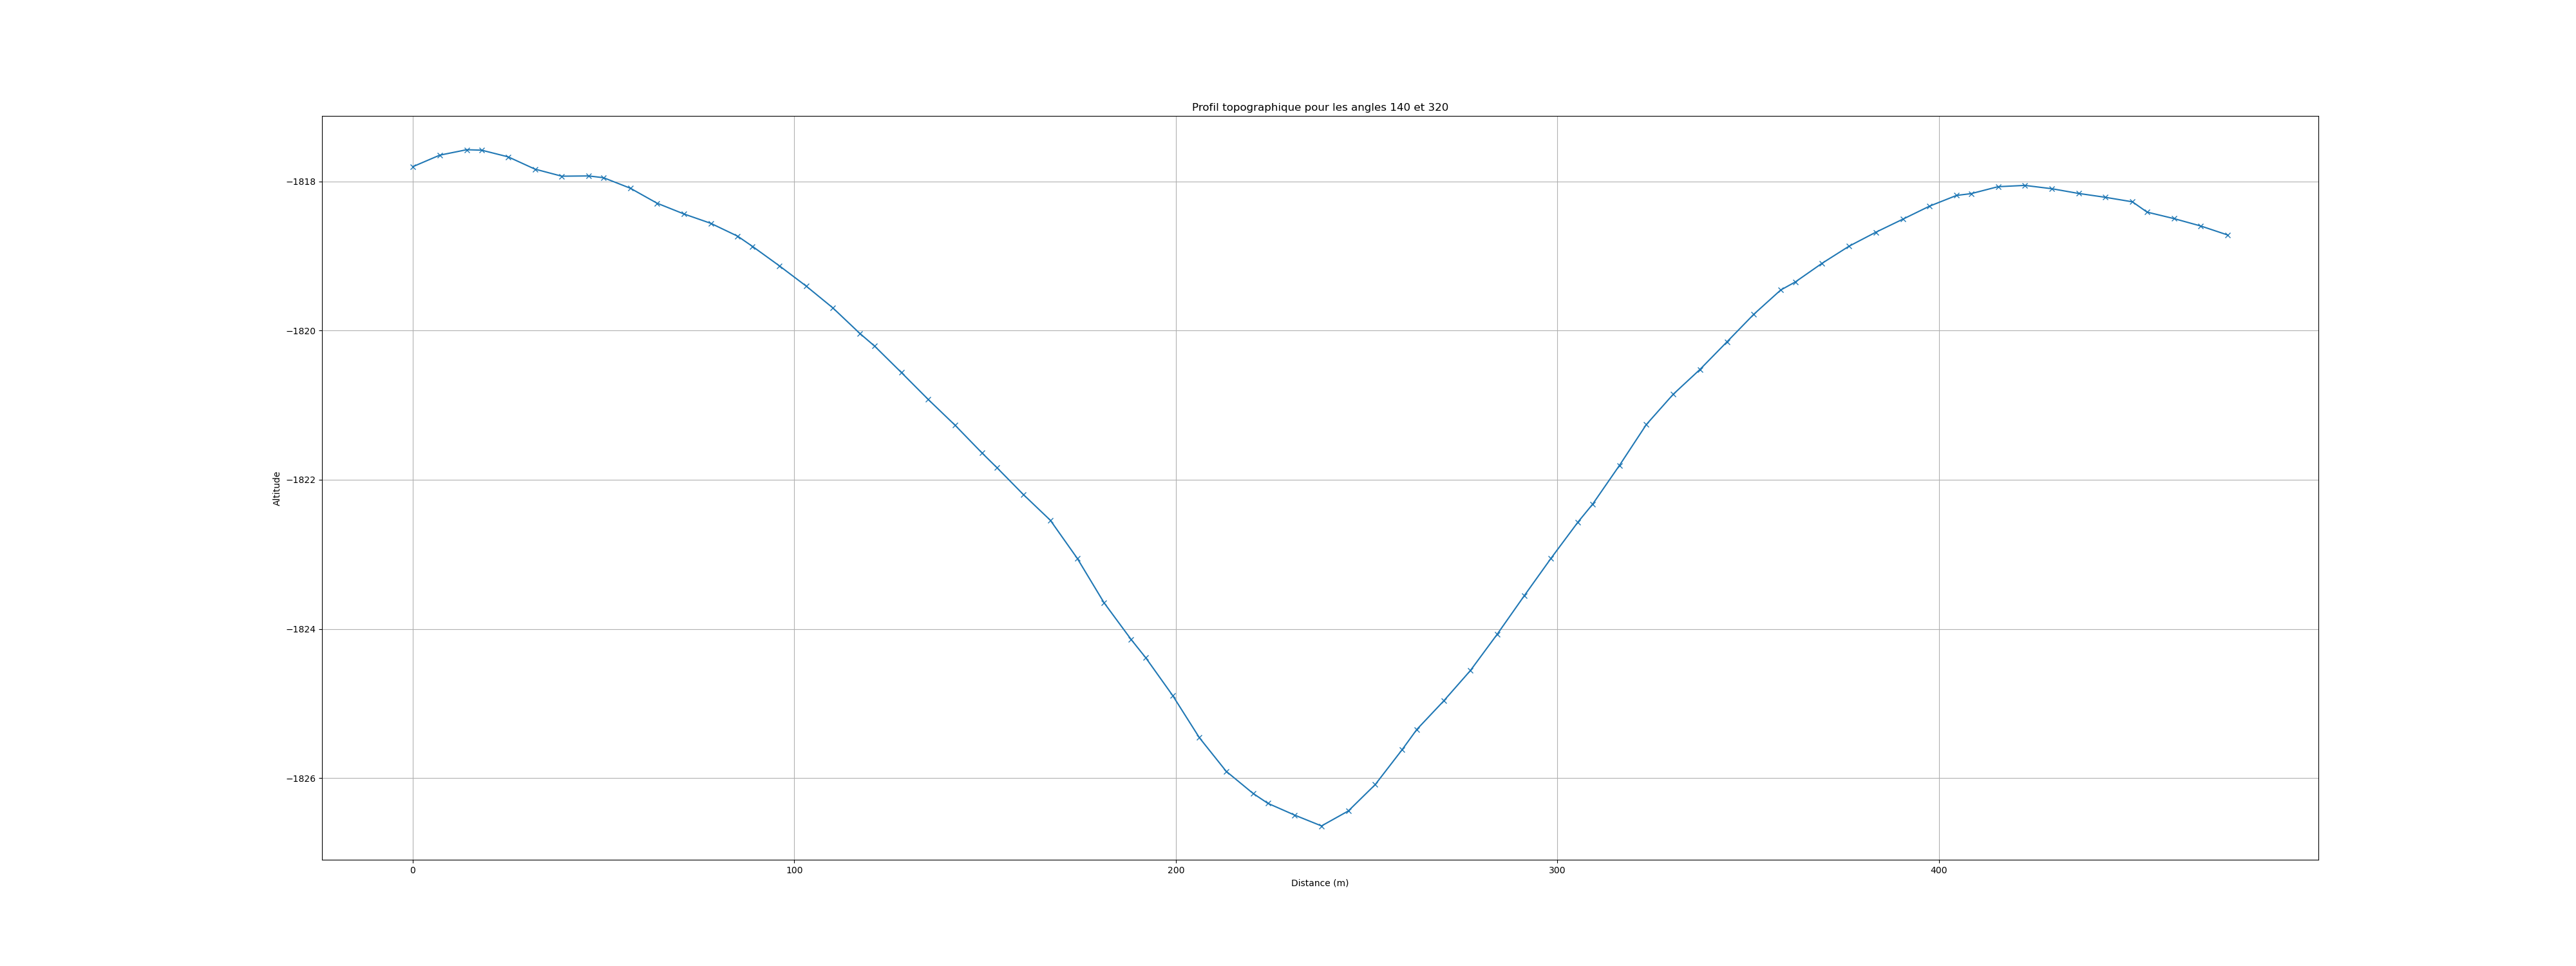 Profil topographique pour les angles 140 et 320
Altitude
−1818
−1820
−1822
−1824
−1826
0 100 200 300 400
Distance (m)